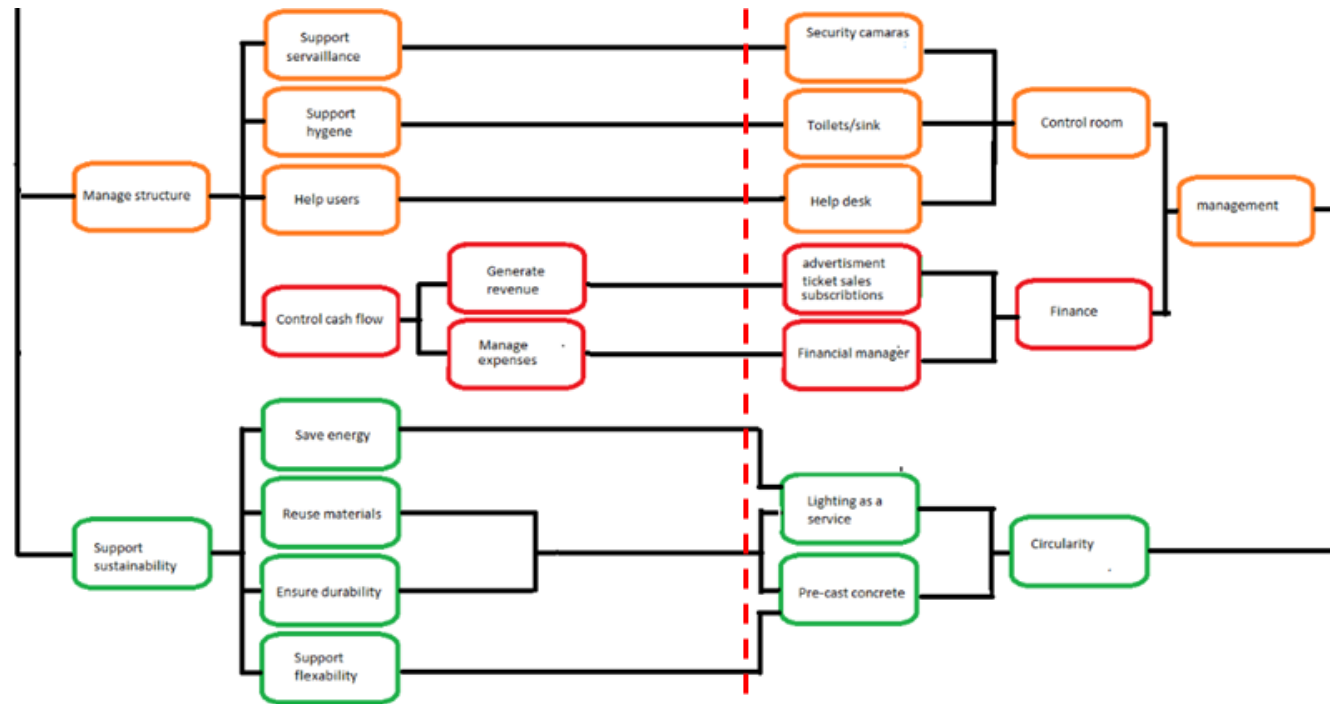 Support
servaillance
Security camaras
Support
hygene
Toilets/sink
Control room
Manage structure
Help users
Help desk
management
Generate
revenue
advertisment
ticket sales
subscribtions
Control cash flow
Finance
Manage
expenses
Financial manager
Save energy
Reuse materials
Lighting as a
service
Support
sustainability
Circularity
Ensure durability
Pre-cast concrete
Support
flexability